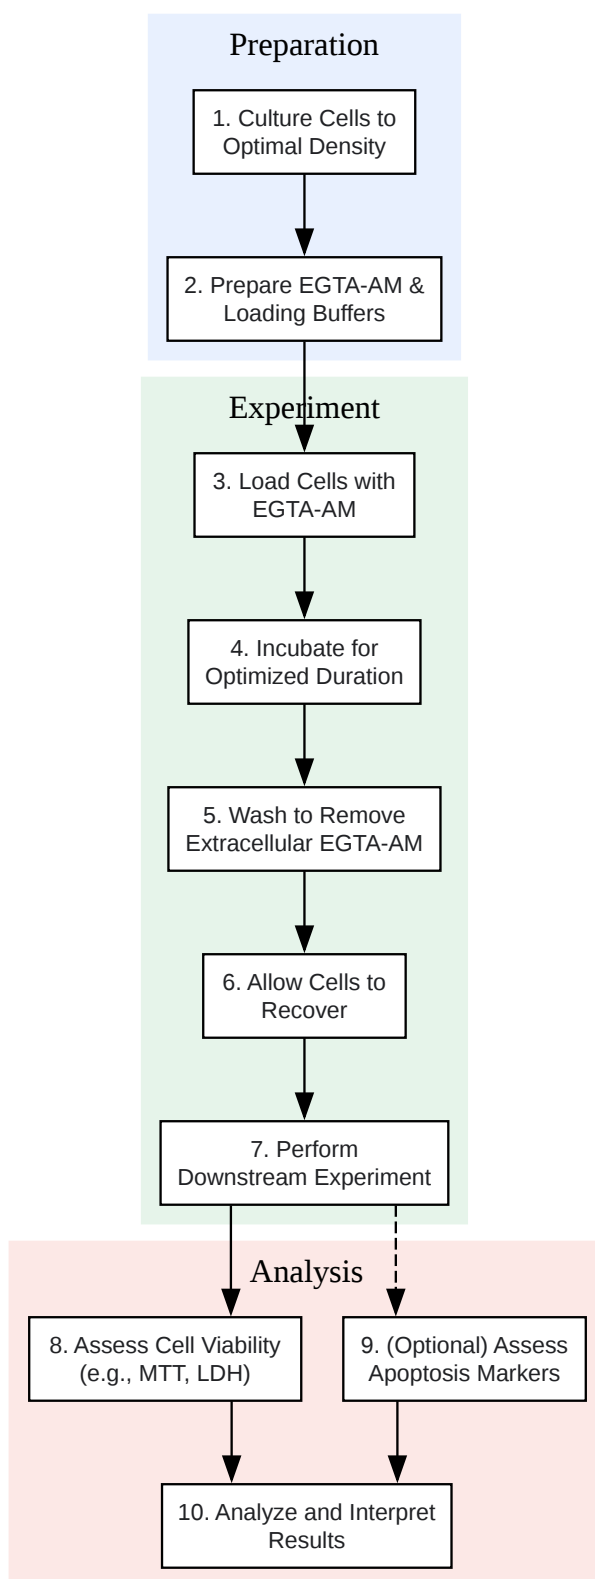 Preparation
1. Culture Cells to
Optimal Density
2. Prepare EGTA-AM &
Loading Buffers
Experiment
3. Load Cells with
EGTA-AM
4. Incubate for
Optimized Duration
5. Wash to Remove
Extracellular EGTA-AM
6. Allow Cells to
Recover
7. Perform
Downstream Experiment
Analysis
8. Assess Cell Viability
(e.g., MTT, LDH)
9. (Optional) Assess
Apoptosis Markers
10. Analyze and Interpret
Results